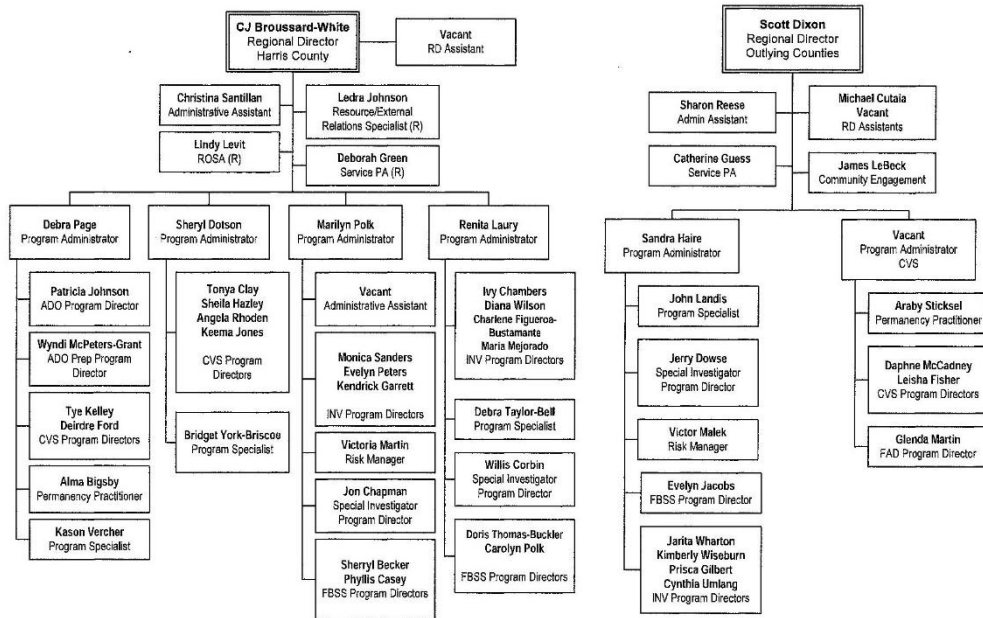 CJ Broussard-White
Regional Director
Harris County
Vacant
RD Assistant
Christina Santillan
Administrative Assistant
Ledra Johnson
Resource/External
Relations Specialist (R)
Lindy Levit
ROSA (R)
Deborah Green
Service PA (R)
Debra Page
Program Administrator
Patricia Johnson
ADO Program Director
Wyndi McPeters-Grant
ADO Prep Program
Director
Tye Kelley
Deirdre Ford
CVS Program Directors
Alma Bigsby
Permanency Practitioner
Kason Vercher
Program Specialist
Sheryl Dotson
Program Administrator
Tonya Clay
Sheila Hazley
Angela Rhoden
Keema Jones
CVS Program
Directors
Bridget York-Briscoe
Program Specialist
Marilyn Polk
Program Administrator
Vacant
Administrative Assistant
Monica Sanders
Evelyn Peters
Kendrick Garrett
INV Program Directors
Victoria Martin
Risk Manager
Jon Chapman
Special Investigator
Program Director
Sherryl Becker
Phyllis Casey
FBSS Program Directors
Renita Laury
Program Administrator
Ivy Chambers
Diana Wilson
Charlene Figueroa-
Bustamante
Maria Mejorado
INV Program Directors
Debra Taylor-Bell
Program Specialist
Willis Corbin
Special Investigator
Program Director
Doris Thomas-Buckler
Carolyn Polk
FBSS Program Directors
Scott Dixon
Regional Director
Outlying Counties
Sharon Reese
Admin Assistant
Michael Cutaia
Vacant
RD Assistants
Catherine Guess
Service PA
James LeBeck
Community Engagement
Sandra Haire
Program Administrator
John Landis
Program Specialist
Jerry Dowse
Special Investigator
Program Director
Victor Malek
Risk Manager
Evelyn Jacobs
FBSS Program Director
Jarita Wharton
Kimberly Wiseburn
Prisca Gilbert
Cynthia Umlang
INV Program Directors
Vacant
Program Administrator
CVS
Araby Sticksel
Permanency Practitioner
Daphne McCadney
Leisha Fisher
CVS Program Directors
Glenda Martin
FAD Program Director